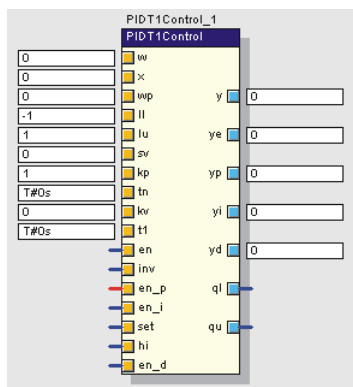 PIDT1Control_1
PIDT1Control
0 w
0 x
0 wp y 0
-1 ll
1 lu ye 0
0 sv
1 kp yp 0
T#0s tn
0 kv yi 0
T#0s t1
en yd 0
inv
en_p ql
en_i
set qu
hi
en_d